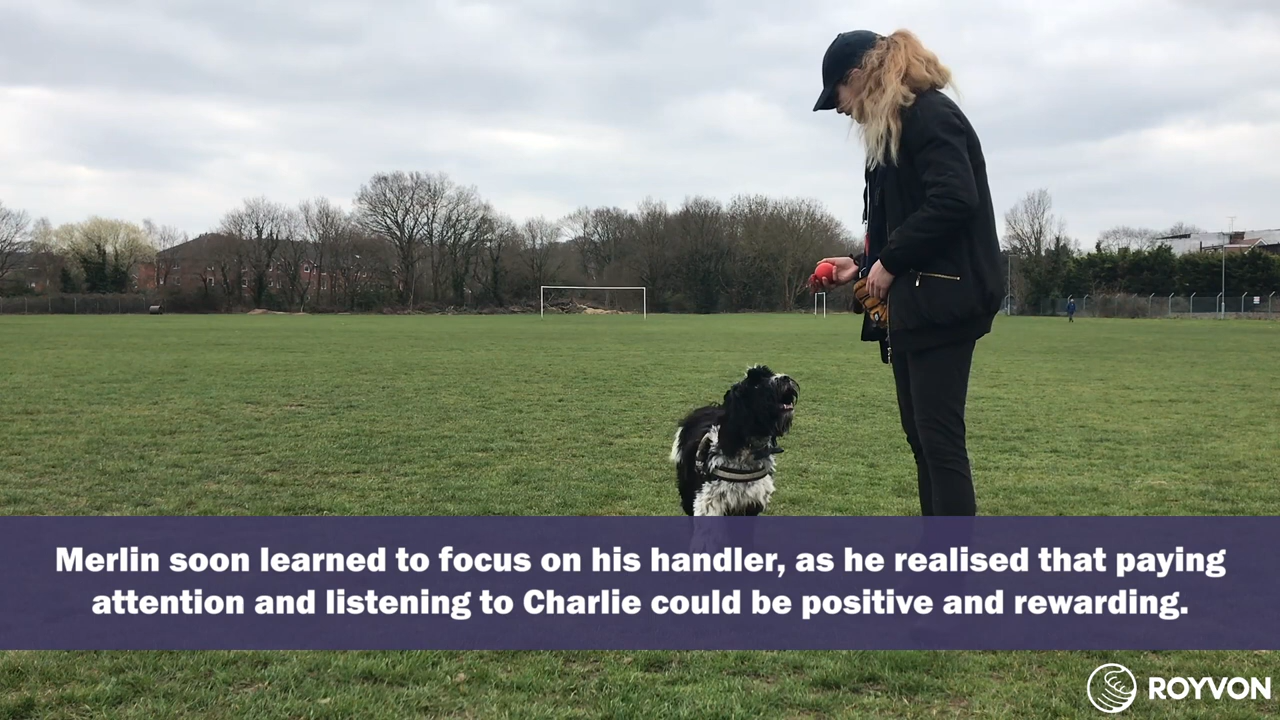 Merlin soon learned to focus on his handler, as he realised that paying
attention and listening to Charlie could be positive and rewarding.
ROYVON